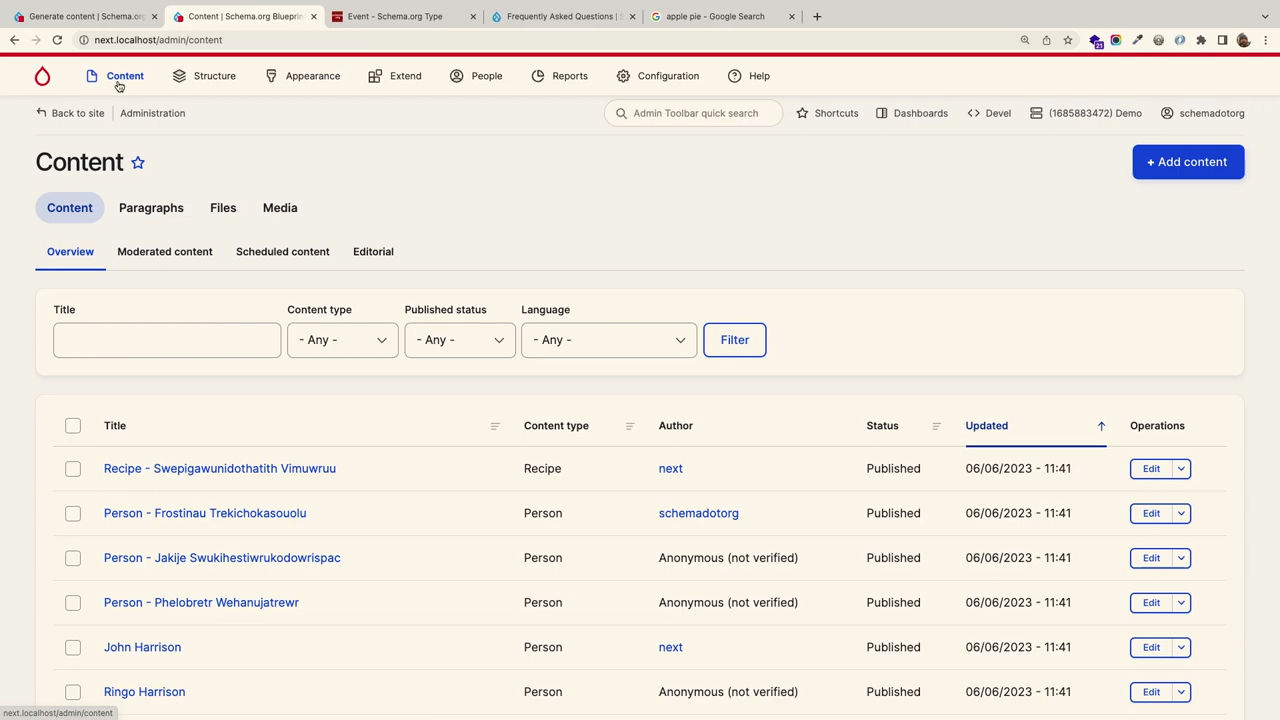 Generate content | Schema.org
Content | Schema.org Blueprin
Event - Schema.org Type
Frequently Asked Questions | S
apple pie - Google Search
next.localhost/admin/content
21
Content
Structure
Appearance
Extend
People
Reports
Configuration
Help
Back to site
Administration
Admin Toolbar quick search
Shortcuts
Dashboards
Devel
(1685883472) Demo
schemadotorg
Content
+ Add content
Content
Paragraphs
Files
Media
Overview
Moderated content
Scheduled content
Editorial
Title
Content type
Published status
Language
- Any -
- Any -
- Any -
Filter
Title Content type Author Status Updated Operations
Recipe - Swepigawunidothatith Vimuwruu Recipe next Published 06/06/2023 - 11:41 Edit
Person - Frostinau Trekichokasouolu Person schemadotorg Published 06/06/2023 - 11:41 Edit
Person - Jakije Swukihestiwrukodowrispac Person Anonymous (not verified) Published 06/06/2023 - 11:41 Edit
Person - Phelobretr Wehanujatrewr Person Anonymous (not verified) Published 06/06/2023 - 11:41 Edit
John Harrison Person next Published 06/06/2023 - 11:41 Edit
Ringo Harrison Person Anonymous (not verified) Published 06/06/2023 - 11:41 Edit
next.localhost/admin/content